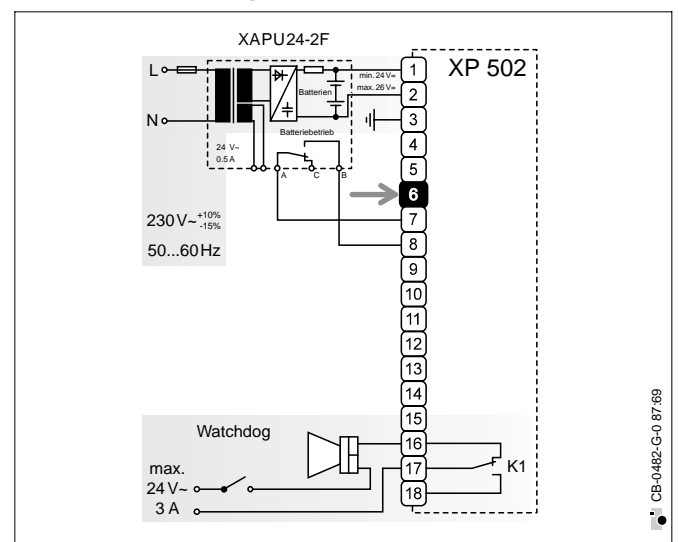 XAPU24-2F
XP 502
L
N
Batterien
min. 24 V=
max. 26 V=
Batteriebetrieb
24 V~
0.5 A
A
C
B
230 V~ +10%
-15%
50...60 Hz
1
2
3
4
5
6
7
8
9
10
11
12
13
14
15
16
17
18
Watchdog
max.
24 V~
3 A
K1
CB-0482-G-0 87:69